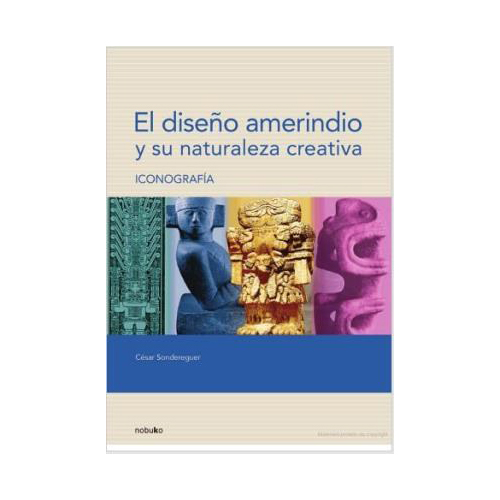 El diseño amerindio
y su naturaleza creativa
ICONOGRAFÍA
César Sondereguer
nobuko